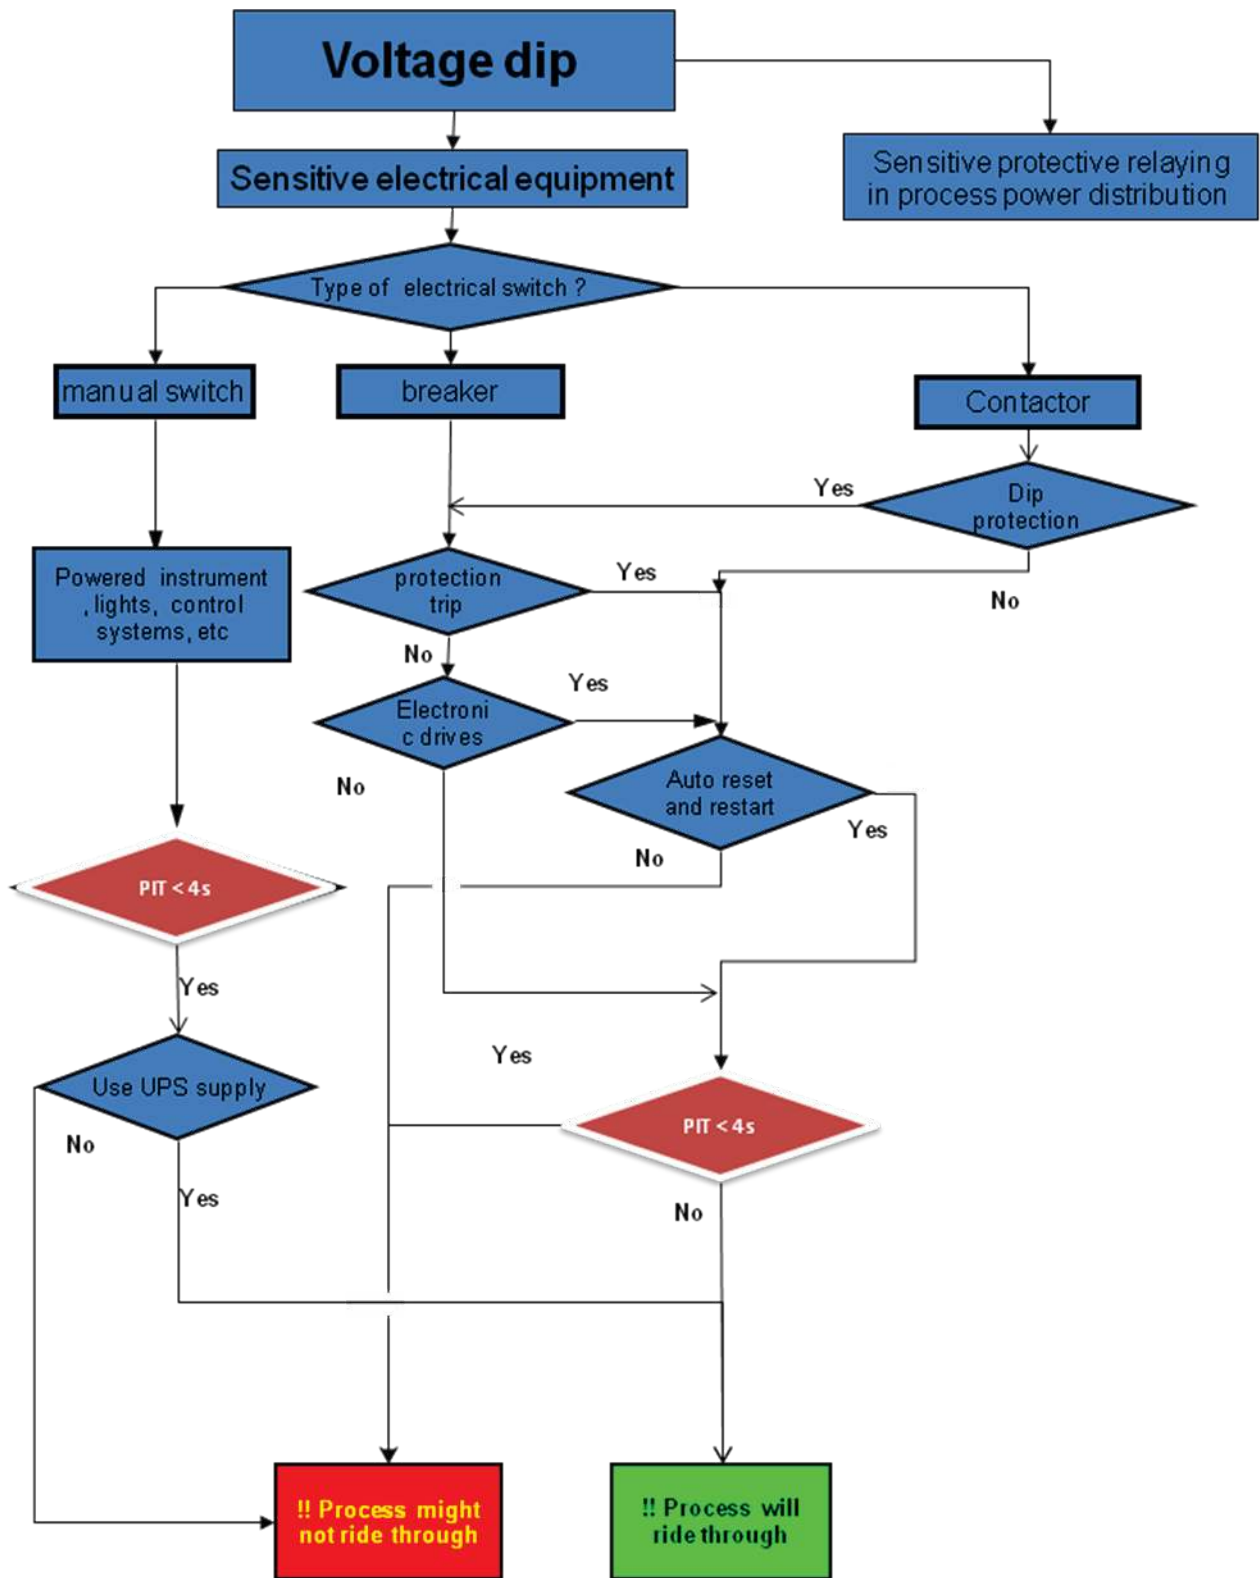 Voltage dip
Sensitive electrical equipment
Sensitive protective relaying
in process power distribution
Type of electrical switch ?
manual switch
breaker
Contactor
Yes
Dip
protection
Powered instrument
, lights, control
systems, etc
protection
trip
Yes
No
No
Yes
Electroni
c drives
No
Auto reset
and restart
Yes
No
PIT < 4s
Yes
Yes
Use UPS supply
PIT < 4s
No
Yes
No
!! Process might
not ride through
!! Process will
ride through